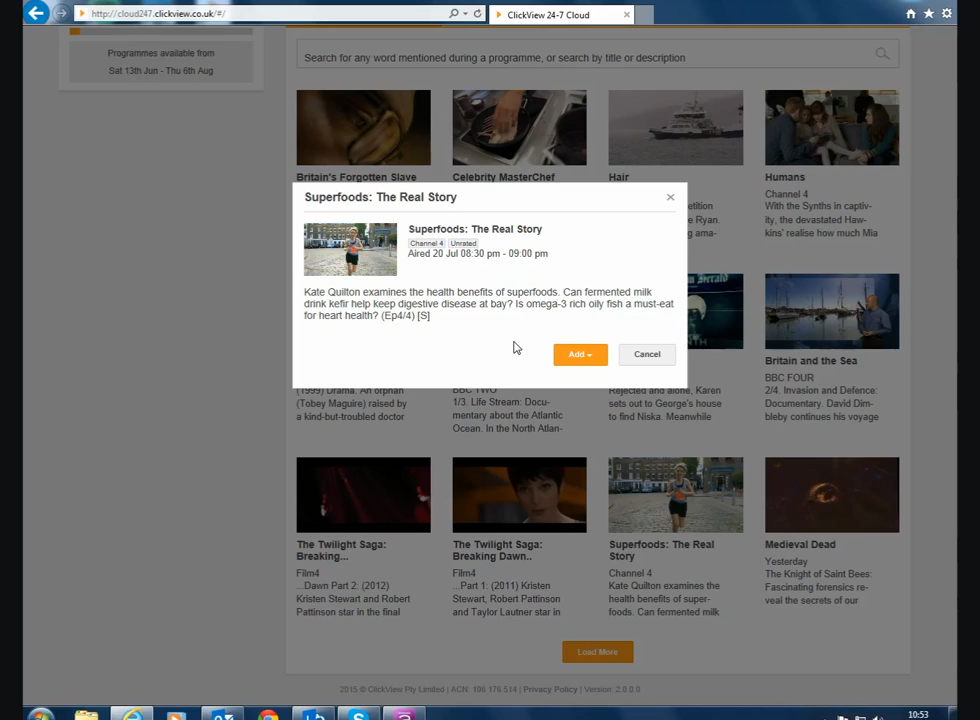 http://cloud247.clickview.co.uk/#/
ClickView 24-7 Cloud
Programmes available from
Sat 13th Jun - Thu 6th Aug
Search for any word mentioned during a programme, or search by title or description
Britain's Forgotten Slave
Celebrity MasterChef
Hair
Humans
Channel 4
With the Synths in captiv-
ity, the devastated Haw-
kins' realise how much Mia
etition
e Ryan.
g ama-
Superfoods: The Real Story
Superfoods: The Real Story
Channel 4 Unrated
Aired 20 Jul 08:30 pm - 09:00 pm
Kate Quilton examines the health benefits of superfoods. Can fermented milk
drink kefir help keep digestive disease at bay? Is omega-3 rich oily fish a must-eat
for heart health? (Ep4/4) [S]
Add
Cancel
(1999) Drama. An orphan
(Tobey Maguire) raised by
a kind-but-troubled doctor
BBC TWO
1/3. Life Stream: Docu-
mentary about the Atlantic
Ocean. In the North Atlan-
Rejected and alone, Karen
sets out to George's house
to find Niska. Meanwhile
Britain and the Sea
BBC FOUR
2/4. Invasion and Defence:
Documentary. David Dim-
bleby continues his voyage
The Twilight Saga:
Breaking...
Film4
...Dawn Part 2: (2012)
Kristen Stewart and Robert
Pattinson star in the final
The Twilight Saga:
Breaking Dawn..
Film4
...Part 1: (2011) Kristen
Stewart, Robert Pattinson
and Taylor Lautner star in
Superfoods: The Real
Story
Channel 4
Kate Quilton examines the
health benefits of super-
foods. Can fermented milk
Medieval Dead
Yesterday
The Knight of Saint Bees:
Fascinating forensics re-
veal the secrets of our
Load More
2015 © ClickView Pty Limited | ACN: 106 176 514 | Privacy Policy | Version: 2.0.0.0
10:53